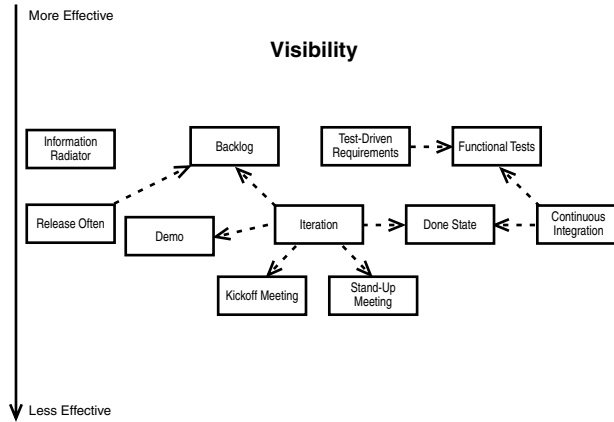 More Effective
Visibility
Information
Radiator
Backlog
Test-Driven
Requirements
Functional Tests
Release Often
Demo
Iteration
Done State
Continuous
Integration
Kickoff Meeting
Stand-Up
Meeting
Less Effective